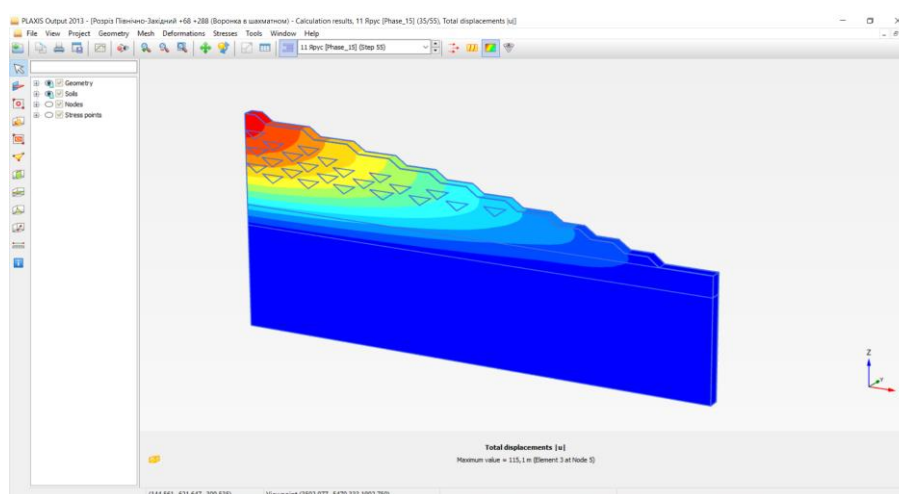 PLAXIS Output 2013 - [Розріз Північно-Західний +68 +288 (Воронка в шахматном) - Calculation results, 11 Ярус [Phase_15] (35/55), Total displacements |u|]
File View Project Geometry Mesh Deformations Stresses Tools Window Help
11 Ярус [Phase_15] (Step 55)
Geometry
Soils
Nodes
Stress points
Z
Y
Total displacements |u|
Maximum value = 115,1 m (Element 3 at Node 5)